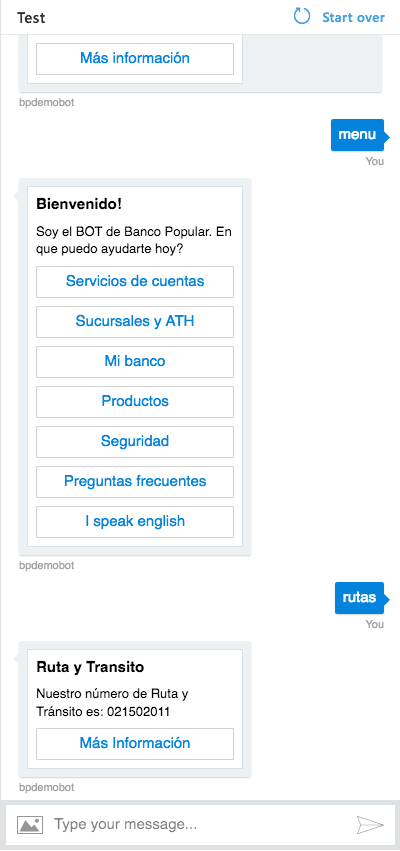 Test
Start over
Más información
bpdemobot
menu
You
Bienvenido!
Soy el BOT de Banco Popular. En
que puedo ayudarte hoy?
Servicios de cuentas
Sucursales y ATH
Mi banco
Productos
Seguridad
Preguntas frecuentes
I speak english
bpdemobot
rutas
You
Ruta y Transito
Nuestro número de Ruta y
Tránsito es: 021502011
Más Información
bpdemobot
Type your message...